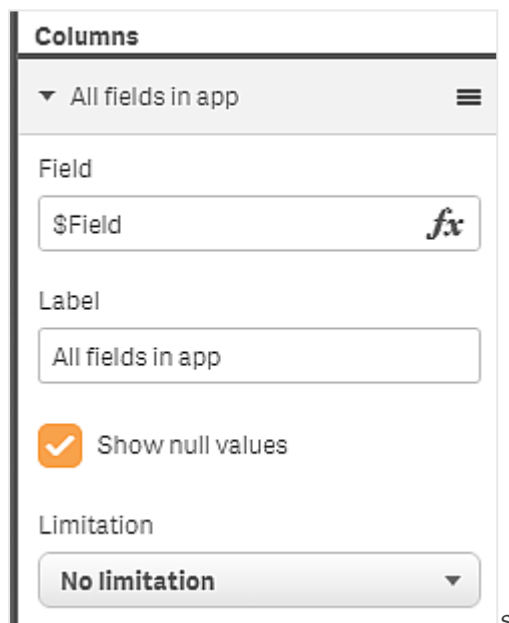 Columns
All fields in app
Field
$Field fx
Label
All fields in app
Show null values
Limitation
No limitation
s